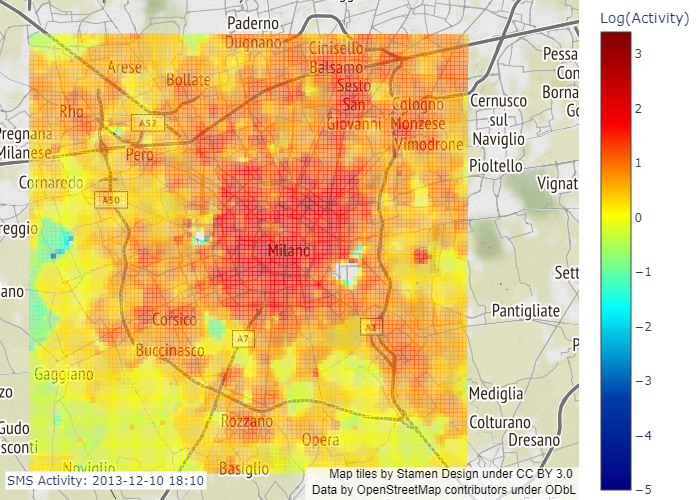 Paderno
Dugnano
Cinisello
Balsamo
Arese
Bollate
Sesto
San
Giovanni
Cologno
Monzese
Vimodrone
Rho
A52
Pero
Pregnana
Milanese
Cornaredo
A50
reggio
ano
Milano
Corsico
Buccinasco
A7
A1
Gaggiano
zo
Gudo
sconti
Rozzano
Opera
Noviglio
Basiglio
Pessa
Con
Borna
Go
Cernusco
sul
Naviglio
Pioltello
Vignat
Sett
Pantigliate
P
Mediglia
Colturano
Dresano
SMS Activity: 2013-12-10 18:10
Map tiles by Stamen Design under CC BY 3.0
Data by OpenStreetMap contributors under ODbL
Log(Activity)
3
2
1
0
−1
−2
−3
−4
−5